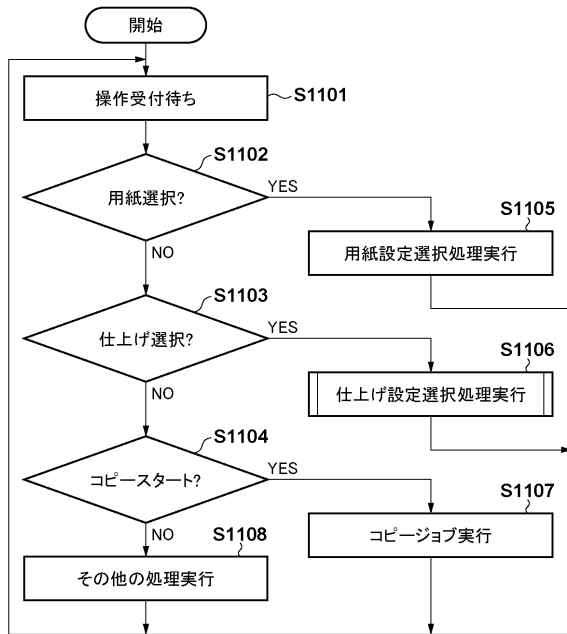 開始
操作受付待ち
S1101
S1102
用紙選択?
YES
NO
S1105
用紙設定選択処理実行
S1103
仕上げ選択?
YES
NO
S1106
仕上げ設定選択処理実行
S1104
コピースタート?
YES
NO
S1107
コピージョブ実行
S1108
その他の処理実行